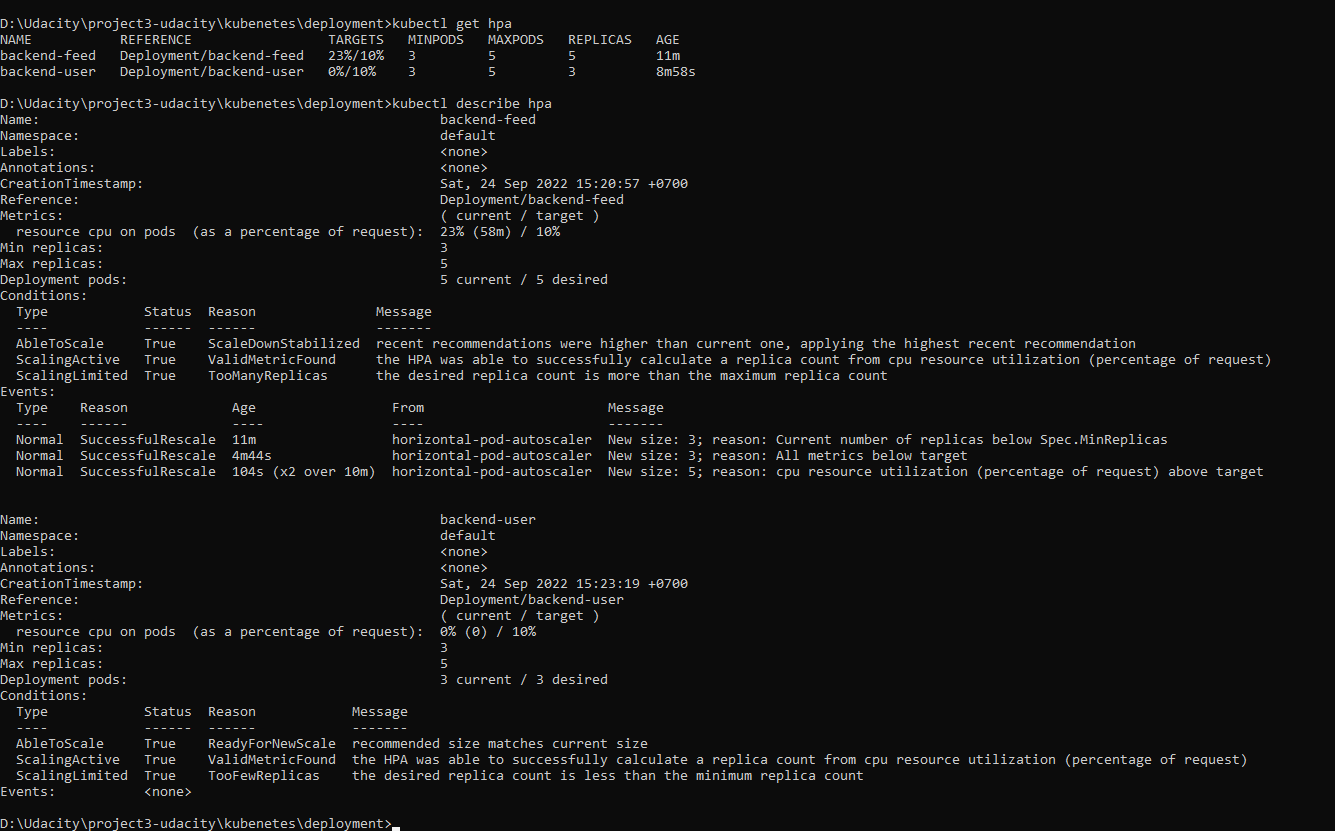 D:\Udacity\project3-udacity\kubenetes\deployment>kubectl get hpa
NAME           REFERENCE                 TARGETS   MINPODS   MAXPODS   REPLICAS   AGE
backend-feed   Deployment/backend-feed   23%/10%   3         5         5          11m
backend-user   Deployment/backend-user   0%/10%    3         5         3          8m58s
D:\Udacity\project3-udacity\kubenetes\deployment>kubectl describe hpa
Name:                                                  backend-feed
Namespace:                                             default
Labels:                                                <none>
Annotations:                                           <none>
CreationTimestamp:                                     Sat, 24 Sep 2022 15:20:57 +0700
Reference:                                             Deployment/backend-feed
Metrics:                                               ( current / target )
  resource cpu on pods  (as a percentage of request):  23% (58m) / 10%
Min replicas:                                          3
Max replicas:                                          5
Deployment pods:                                       5 current / 5 desired
Conditions:
  Type            Status  Reason               Message
  ----            ------  ------               -------
  AbleToScale     True    ScaleDownStabilized  recent recommendations were higher than current one, applying the highest recent recommendation
  ScalingActive   True    ValidMetricFound     the HPA was able to successfully calculate a replica count from cpu resource utilization (percentage of request)
  ScalingLimited  True    TooManyReplicas      the desired replica count is more than the maximum replica count
Events:
  Type    Reason             Age                 From                       Message
  ----    ------             ----                ----                       -------
  Normal  SuccessfulRescale  11m                 horizontal-pod-autoscaler  New size: 3; reason: Current number of replicas below Spec.MinReplicas
  Normal  SuccessfulRescale  4m44s               horizontal-pod-autoscaler  New size: 3; reason: All metrics below target
  Normal  SuccessfulRescale  104s (x2 over 10m)  horizontal-pod-autoscaler  New size: 5; reason: cpu resource utilization (percentage of request) above target
Name:                                                  backend-user
Namespace:                                             default
Labels:                                                <none>
Annotations:                                           <none>
CreationTimestamp:                                     Sat, 24 Sep 2022 15:23:19 +0700
Reference:                                             Deployment/backend-user
Metrics:                                               ( current / target )
  resource cpu on pods  (as a percentage of request):  0% (0) / 10%
Min replicas:                                          3
Max replicas:                                          5
Deployment pods:                                       3 current / 3 desired
Conditions:
  Type            Status  Reason            Message
  ----            ------  ------            -------
  AbleToScale     True    ReadyForNewScale  recommended size matches current size
  ScalingActive   True    ValidMetricFound  the HPA was able to successfully calculate a replica count from cpu resource utilization (percentage of request)
  ScalingLimited  True    TooFewReplicas    the desired replica count is less than the minimum replica count
Events:           <none>
D:\Udacity\project3-udacity\kubenetes\deployment>